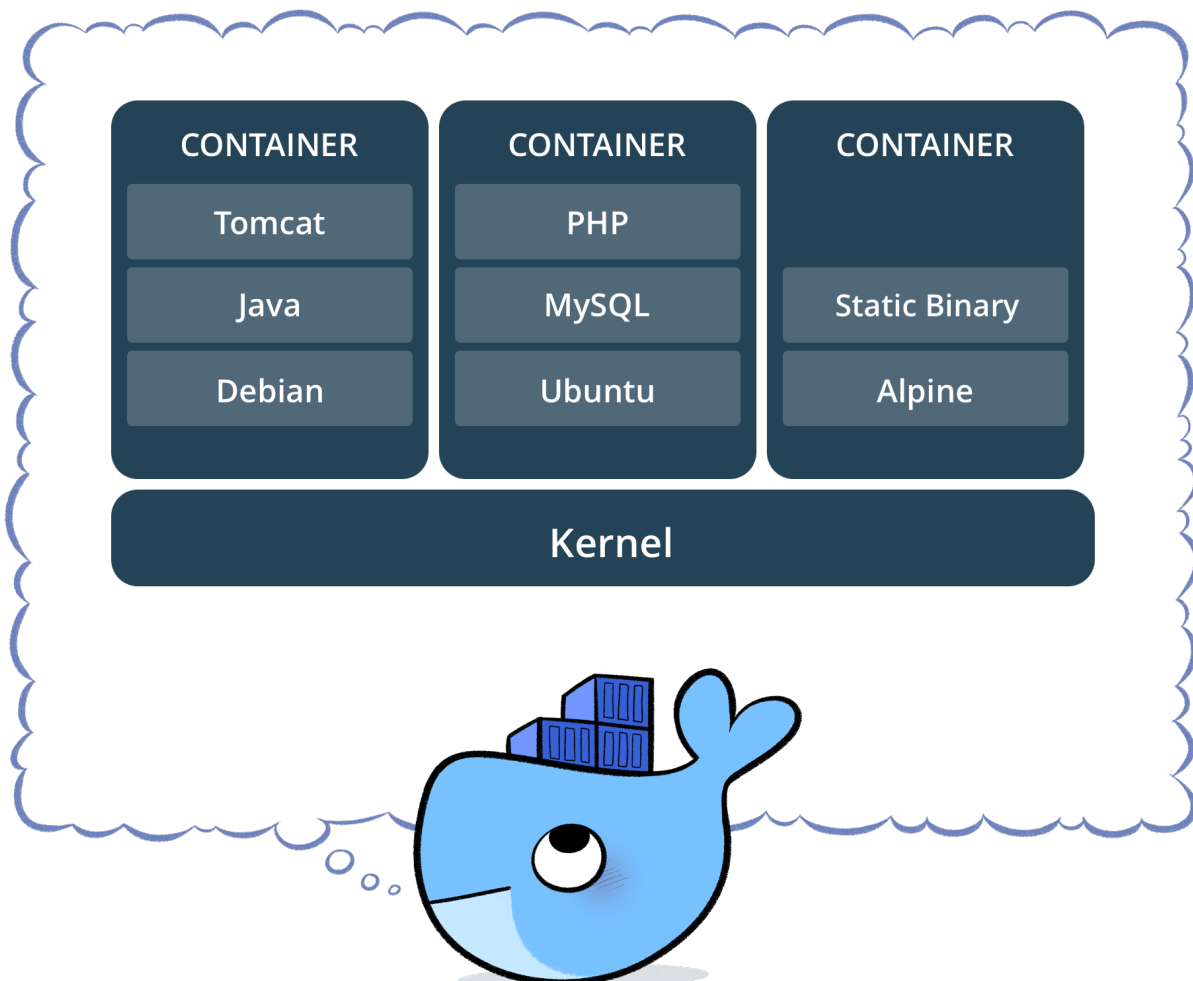 CONTAINER
Tomcat
Java
Debian
CONTAINER
PHP
MySQL
Ubuntu
CONTAINER
Static Binary
Alpine
Kernel